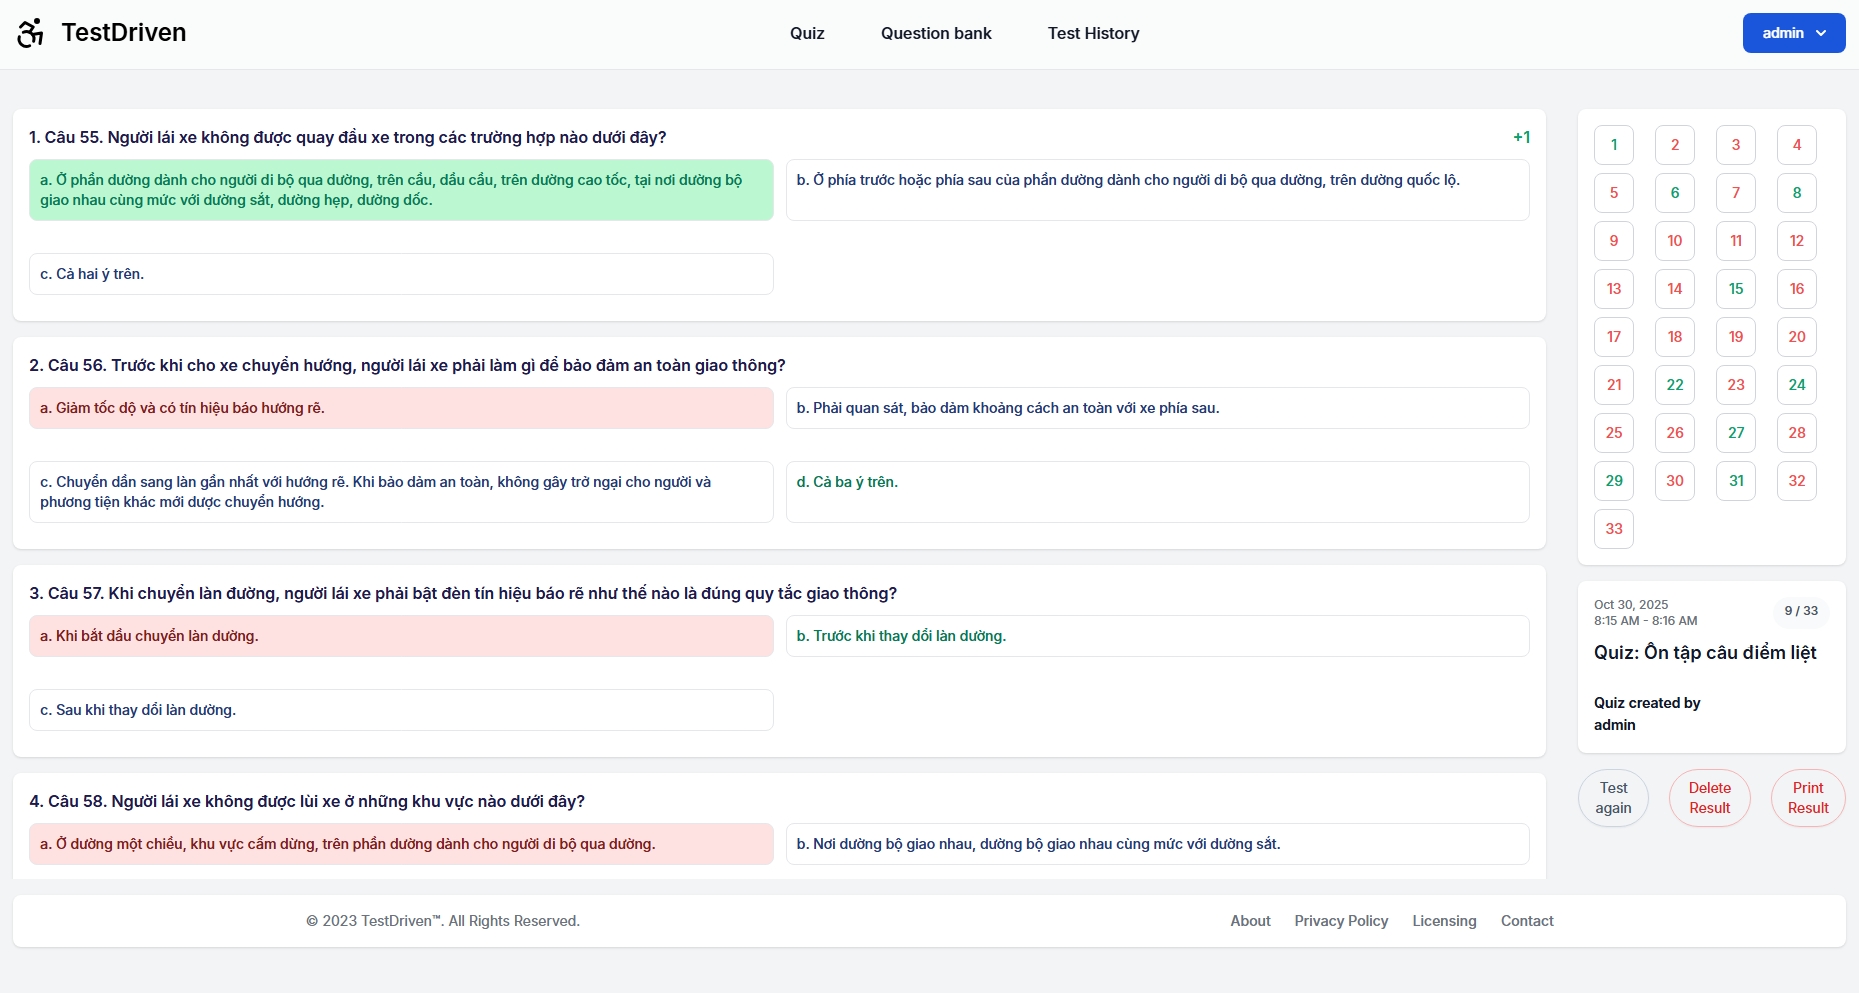 TestDriven
Quiz
Question bank
Test History
admin
1. Câu 55. Người lái xe không được quay đầu xe trong các trường hợp nào dưới đây?
+1
a. Ở phần đường dành cho người đi bộ qua đường, trên cầu, đầu cầu, trên đường cao tốc, tại nơi đường bộ
giao nhau cùng mức với đường sắt, đường hẹp, đường dốc.
b. Ở phía trước hoặc phía sau của phần đường dành cho người đi bộ qua đường, trên đường quốc lộ.
c. Cả hai ý trên.
2. Câu 56. Trước khi cho xe chuyển hướng, người lái xe phải làm gì để bảo đảm an toàn giao thông?
a. Giảm tốc độ và có tín hiệu báo hướng rẽ.
b. Phải quan sát, bảo đảm khoảng cách an toàn với xe phía sau.
c. Chuyển dần sang làn gần nhất với hướng rẽ. Khi bảo đảm an toàn, không gây trở ngại cho người và
phương tiện khác mới được chuyển hướng.
d. Cả ba ý trên.
3. Câu 57. Khi chuyển làn đường, người lái xe phải bật đèn tín hiệu báo rẽ như thế nào là đúng quy tắc giao thông?
a. Khi bắt đầu chuyển làn đường.
b. Trước khi thay đổi làn đường.
c. Sau khi thay đổi làn đường.
4. Câu 58. Người lái xe không được lùi xe ở những khu vực nào dưới đây?
a. Ở đường một chiều, khu vực cấm dừng, trên phần đường dành cho người đi bộ qua đường.
b. Nơi đường bộ giao nhau, đường bộ giao nhau cùng mức với đường sắt.
1 2 3 4
5 6 7 8
9 10 11 12
13 14 15 16
17 18 19 20
21 22 23 24
25 26 27 28
29 30 31 32
33
Oct 30, 2025
8:15 AM - 8:16 AM
9 / 33
Quiz: Ôn tập câu điểm liệt
Quiz created by
admin
Test
again
Delete
Result
Print
Result
© 2023 TestDriven™. All Rights Reserved.
About
Privacy Policy
Licensing
Contact